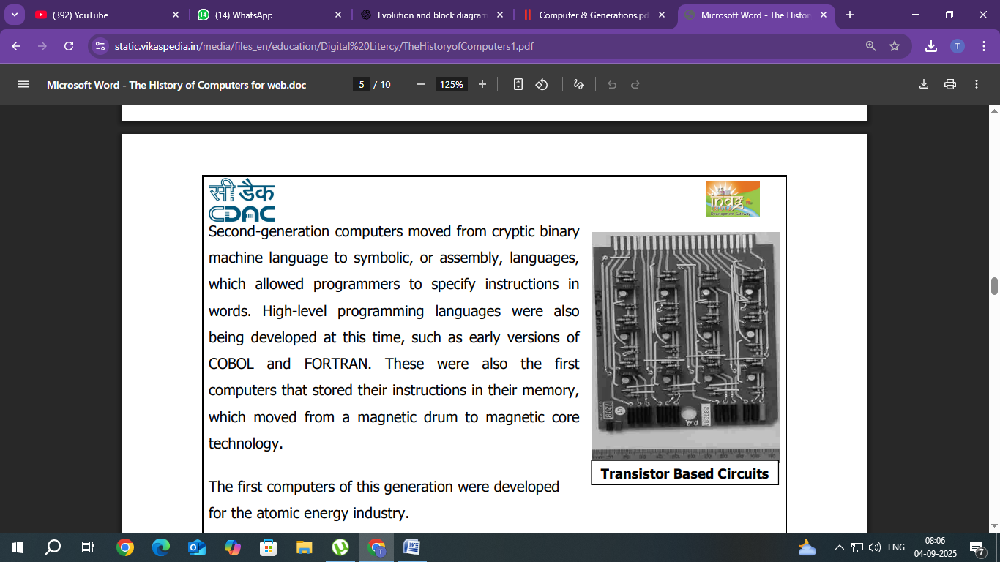 (392) YouTube
14
(14) WhatsApp
Evolution and block diagram
Computer & Generations.pd
Microsoft Word - The Histor
static.vikaspedia.in/media/files_en/education/Digital%20Litercy/TheHistoryofComputers1.pdf
T
Microsoft Word - The History of Computers for web.doc
5 / 10
125%
सी डैक
CDAC
indg
Development Gateway
Second-generation computers moved from cryptic binary
machine language to symbolic, or assembly, languages,
which allowed programmers to specify instructions in
words. High-level programming languages were also
being developed at this time, such as early versions of
COBOL and FORTRAN. These were also the first
computers that stored their instructions in their memory,
which moved from a magnetic drum to magnetic core
technology.
Transistor Based Circuits
The first computers of this generation were developed
for the atomic energy industry.
T
ENG
08:06
04-09-2025
7